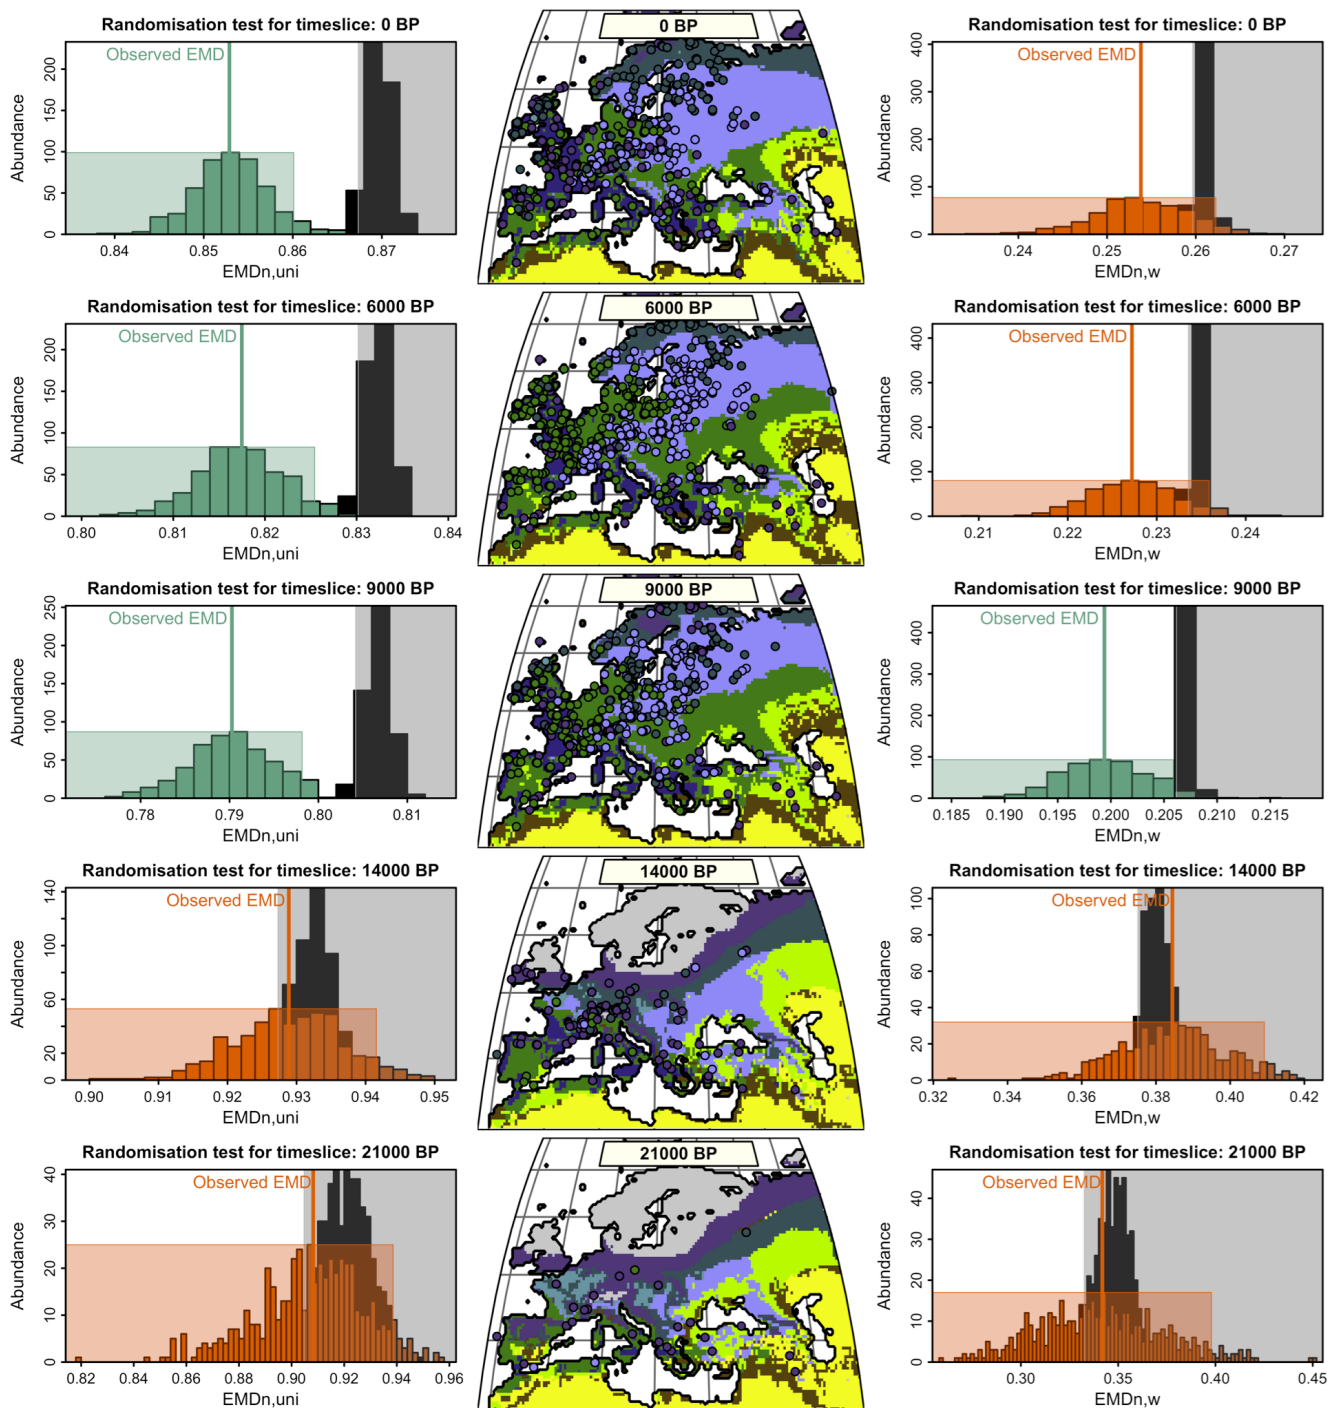 Randomisation test for timeslice: 0 BP
Observed EMD
Abundance
0 50 100 150 200
0.84 0.85 0.86 0.87
EMDn,uni
0 BP
Randomisation test for timeslice: 0 BP
Observed EMD
Abundance
0 100 200 300 400
0.24 0.25 0.26 0.27
EMDn,w
Randomisation test for timeslice: 6000 BP
Observed EMD
Abundance
0 50 100 150 200
0.80 0.81 0.82 0.83 0.84
EMDn,uni
6000 BP
Randomisation test for timeslice: 6000 BP
Observed EMD
Abundance
0 100 200 300 400
0.21 0.22 0.23 0.24
EMDn,w
Randomisation test for timeslice: 9000 BP
Observed EMD
Abundance
0 50 100 150 200 250
0.78 0.79 0.80 0.81
EMDn,uni
9000 BP
Randomisation test for timeslice: 9000 BP
Observed EMD
Abundance
0 100 200 300 400
0.185 0.190 0.195 0.200 0.205 0.210 0.215
EMDn,w
Randomisation test for timeslice: 14000 BP
Observed EMD
Abundance
0 20 60 100 140
0.90 0.91 0.92 0.93 0.94 0.95
EMDn,uni
14000 BP
Randomisation test for timeslice: 14000 BP
Observed EMD
Abundance
0 20 40 60 80 100
0.32 0.34 0.36 0.38 0.40 0.42
EMDn,w
Randomisation test for timeslice: 21000 BP
Observed EMD
Abundance
0 10 20 30 40
0.82 0.84 0.86 0.88 0.90 0.92 0.94 0.96
EMDn,uni
21000 BP
Randomisation test for timeslice: 21000 BP
Observed EMD
Abundance
0 10 20 30 40
0.30 0.35 0.40 0.45
EMDn,w